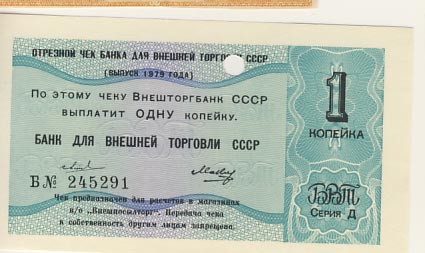 ОТРЕЗНОЙ ЧЕК БАНКА ДЛЯ ВНЕШНЕЙ ТОРГОВЛИ СССР
(ВЫПУСК 1979 ГОДА)
По этому чеку Внешторгбанк СССР
выплатит ОДНУ копейку.
БАНК ДЛЯ ВНЕШНЕЙ ТОРГОВЛИ СССР
Б № 245291
Чек предназначен для расчетов в магазинах
в/о „Внешпосылторг". Передача чека
в собственность другим лицам запрещена.
1
КОПЕЙКА
БВТ
Серия Д